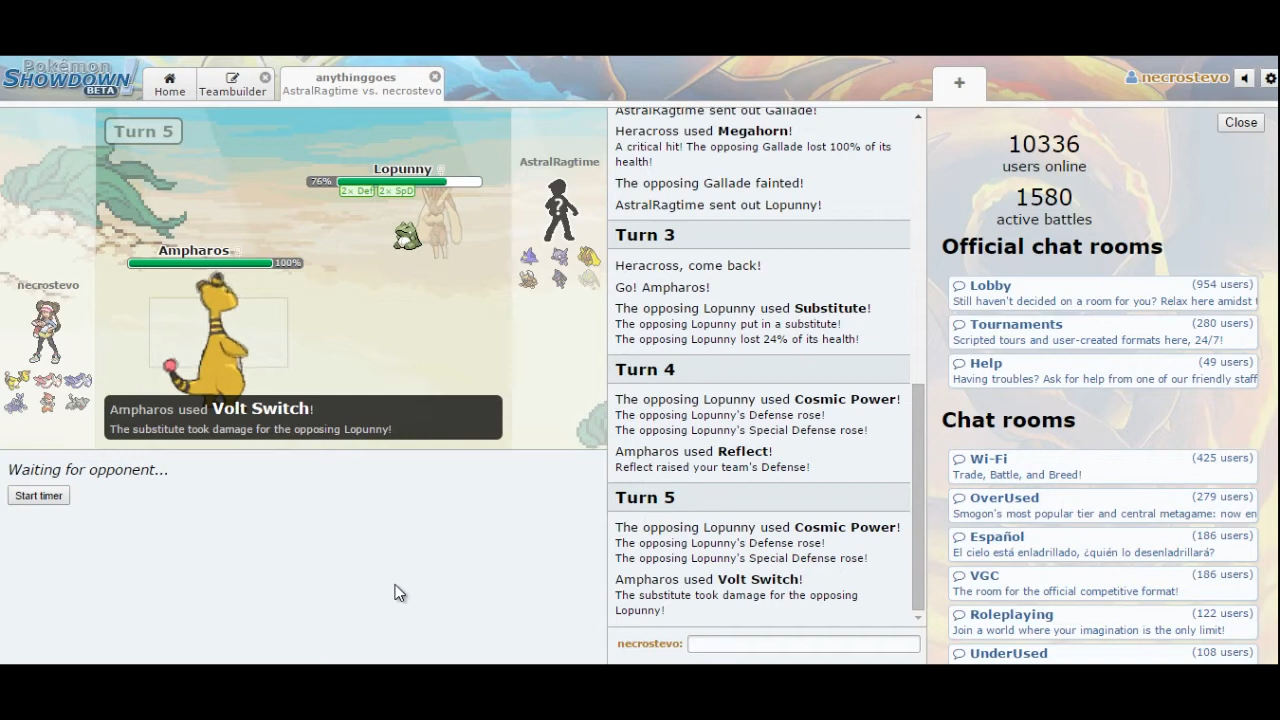 Pokémon
SHOWDOWN
BETA
Home
Teambuilder
anythinggoes
AstralRagtime vs. necrostevo
+
necrostevo
Turn 5
Lopunny
76%
2× Def 2× SpD
AstralRagtime
Ampharos
100%
necrostevo
Ampharos used Volt Switch!
The substitute took damage for the opposing Lopunny!
Waiting for opponent...
Start timer
AstralRagtime sent out Gallade!
Heracross used Megahorn!
A critical hit! The opposing Gallade lost 100% of its
health!
The opposing Gallade fainted!
AstralRagtime sent out Lopunny!
Turn 3
Heracross, come back!
Go! Ampharos!
The opposing Lopunny used Substitute!
The opposing Lopunny put in a substitute!
The opposing Lopunny lost 24% of its health!
Turn 4
The opposing Lopunny used Cosmic Power!
The opposing Lopunny's Defense rose!
The opposing Lopunny's Special Defense rose!
Ampharos used Reflect!
Reflect raised your team's Defense!
Turn 5
The opposing Lopunny used Cosmic Power!
The opposing Lopunny's Defense rose!
The opposing Lopunny's Special Defense rose!
Ampharos used Volt Switch!
The substitute took damage for the opposing
Lopunny!
necrostevo:
Close
10336
users online
1580
active battles
Official chat rooms
Lobby (954 users)
Still haven't decided on a room for you? Relax here amidst t
Tournaments (280 users)
Scripted tours and user-created formats here, 24/7!
Help (49 users)
Having troubles? Ask for help from one of our friendly staff
Chat rooms
Wi-Fi (425 users)
Trade, Battle, and Breed!
OverUsed (279 users)
Smogon's most popular tier and central metagame: now en
Español (186 users)
El cielo está enladrillado, ¿quién lo desenladrillará?
VGC (186 users)
The room for the official competitive format!
Roleplaying (122 users)
Join a world where your imagination is the only limit!
UnderUsed (108 users)